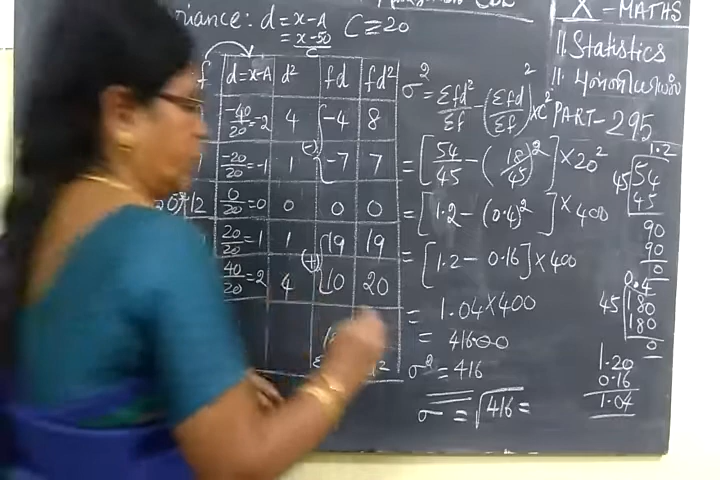 X-MATHS
iance: d = x-A C = 20
= x-50/C
11. Statistics
11. புள்ளியியல்
PART-295
f d=x-A d² fd fd²
-40/20=-2 4 -4 8
-20/20=-1 1 (-) -7 7
12 0/20=0 0 0 0
20/20=1 1 19 19
40/20=2 4 (+) 10 20
σ² = Σfd²/Σf - (Σfd/Σf)² × C²
= [54/45 - (18/45)²] × 20²
= [1.2 - (0.4)²] × 400
= [1.2 - 0.16] × 400
= 1.04 × 400
= 416.00
σ² = 416
σ = √416 =
1.2
45 54
45
90
90
0
0.4
45 180
180
0
1.20
0.16
1.04